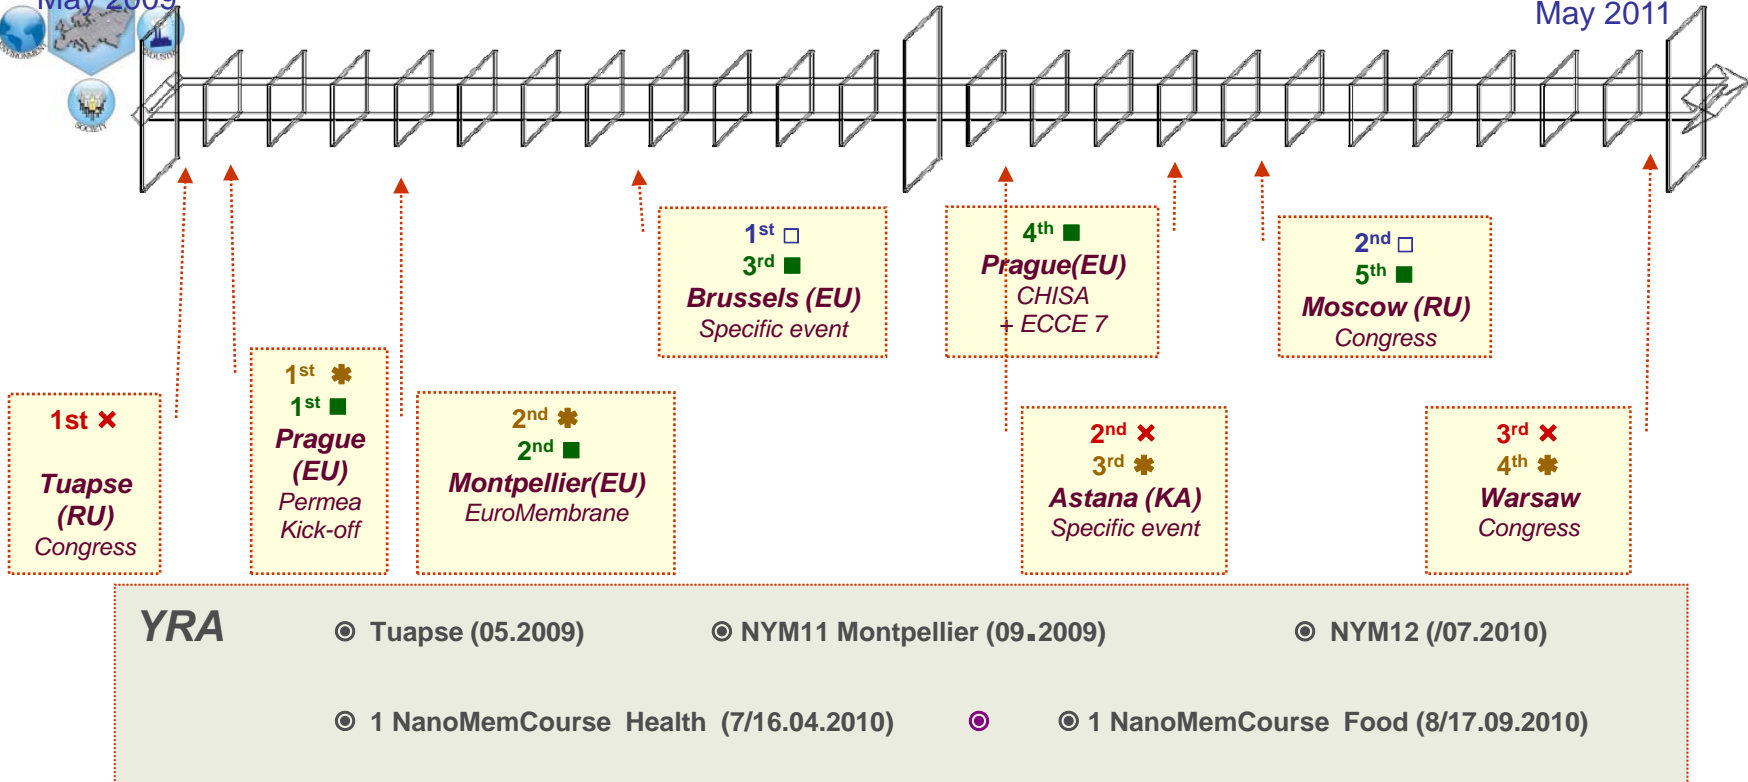 May 2009
May 2011
ENVIRONMENT
INDUSTRY
SOCIETY
1st □
3rd ■
Brussels (EU)
Specific event
4th ■
Prague(EU)
CHISA
+ ECCE 7
2nd □
5th ■
Moscow (RU)
Congress
1st ✖
Tuapse
(RU)
Congress
1st ✱
1st ■
Prague
(EU)
Permea
Kick-off
2nd ✱
2nd ■
Montpellier(EU)
EuroMembrane
2nd ✖
3rd ✱
Astana (KA)
Specific event
3rd ✖
4th ✱
Warsaw
Congress
YRA
Tuapse (05.2009)
NYM11 Montpellier (09.2009)
NYM12 (/07.2010)
1 NanoMemCourse Health (7/16.04.2010)
1 NanoMemCourse Food (8/17.09.2010)